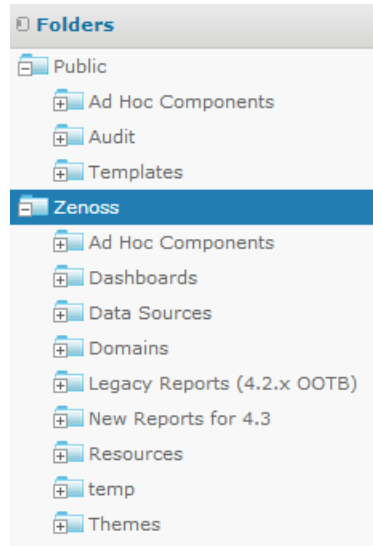 Folders
Public
Ad Hoc Components
Audit
Templates
Zenoss
Ad Hoc Components
Dashboards
Data Sources
Domains
Legacy Reports (4.2.x OOTB)
New Reports for 4.3
Resources
temp
Themes